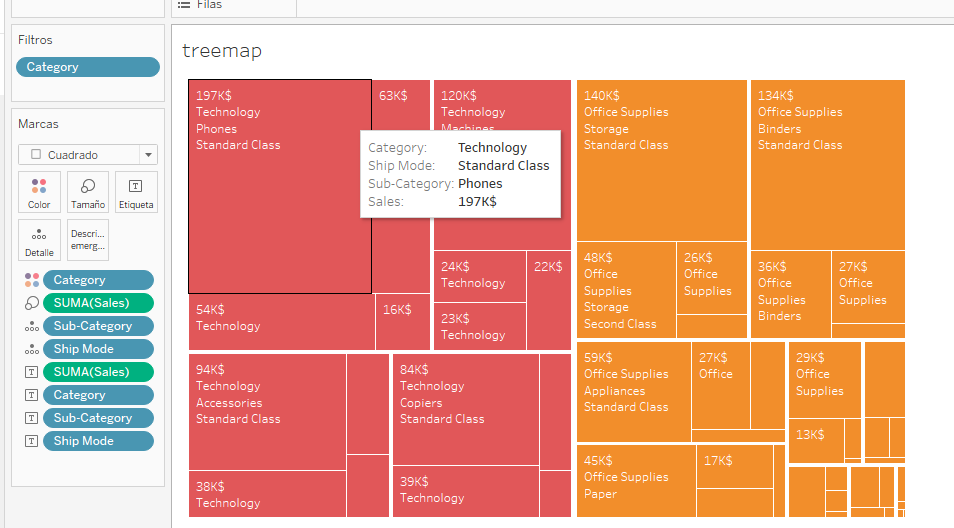 Filas
Filtros
Category
Marcas
Cuadrado
Color
Tamaño
Etiqueta
Detalle
Descri...
emerg...
Category
SUMA(Sales)
Sub-Category
Ship Mode
SUMA(Sales)
Category
Sub-Category
Ship Mode
treemap
197K$
Technology
Phones
Standard Class
63K$
120K$
Technology
Machines
Category: Technology
Ship Mode: Standard Class
Sub-Category: Phones
Sales: 197K$
54K$
Technology
16K$
24K$
Technology
22K$
23K$
Technology
94K$
Technology
Accessories
Standard Class
84K$
Technology
Copiers
Standard Class
38K$
Technology
39K$
Technology
140K$
Office Supplies
Storage
Standard Class
134K$
Office Supplies
Binders
Standard Class
48K$
Office
Supplies
Storage
Second Class
26K$
Office
Supplies
36K$
Office
Supplies
Binders
27K$
Office
Supplies
59K$
Office Supplies
Appliances
Standard Class
27K$
Office
29K$
Office
Supplies
13K$
45K$
Office Supplies
Paper
17K$